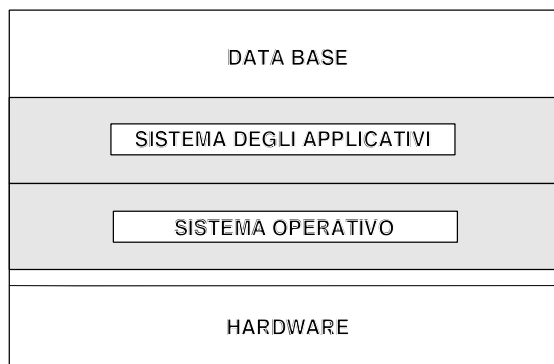 DATA BASE
SISTEMA DEGLI APPLICATIVI
SISTEMA OPERATIVO
HARDWARE